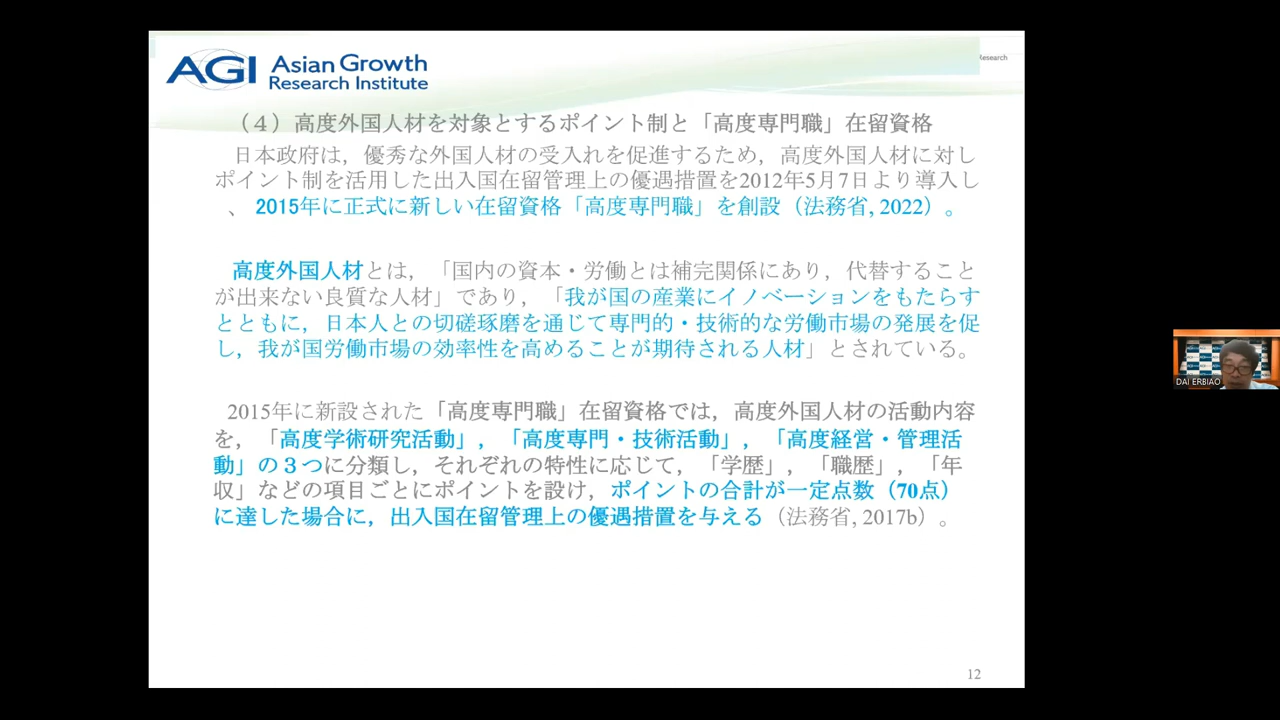 AGI Asian Growth
Research Institute
Research
（４）高度外国人材を対象とするポイント制と「高度専門職」在留資格
日本政府は，優秀な外国人材の受入れを促進するため，高度外国人材に対し
ポイント制を活用した出入国在留管理上の優遇措置を2012年5月7日より導入し
、2015年に正式に新しい在留資格「高度専門職」を創設（法務省, 2022）。
高度外国人材とは，「国内の資本・労働とは補完関係にあり，代替すること
が出来ない良質な人材」であり，「我が国の産業にイノベーションをもたらす
とともに，日本人との切磋琢磨を通じて専門的・技術的な労働市場の発展を促
し，我が国労働市場の効率性を高めることが期待される人材」とされている。
2015年に新設された「高度専門職」在留資格では，高度外国人材の活動内容
を，「高度学術研究活動」，「高度専門・技術活動」，「高度経営・管理活
動」の３つに分類し，それぞれの特性に応じて，「学歴」，「職歴」，「年
収」などの項目ごとにポイントを設け，ポイントの合計が一定点数（70点）
に達した場合に，出入国在留管理上の優遇措置を与える（法務省, 2017b）。
12
DAI ERBIAO